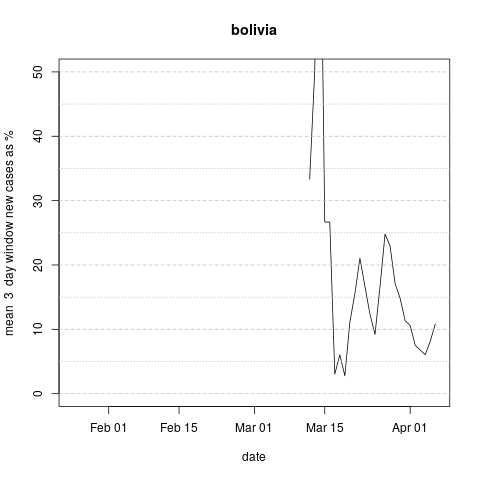 bolivia
mean 3 day window new cases as %
50
40
30
20
10
0
Feb 01
Feb 15
Mar 01
Mar 15
Apr 01
date